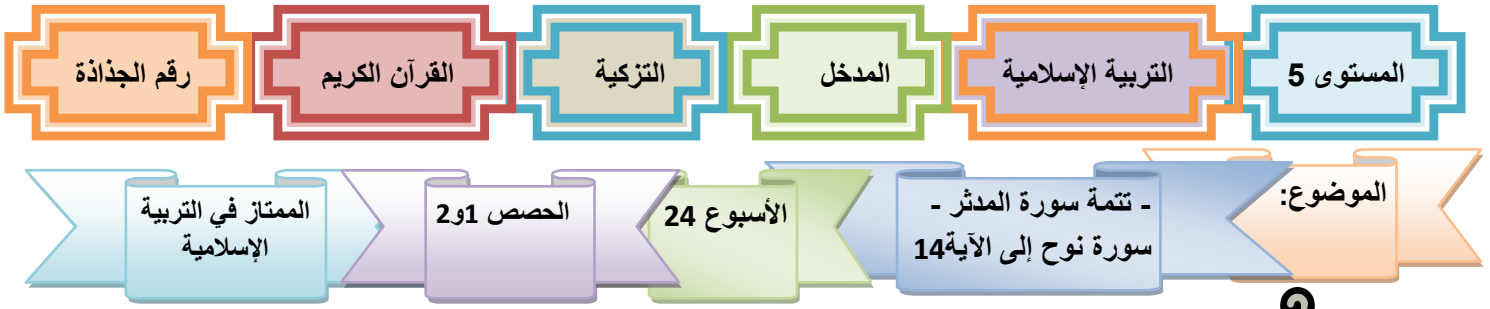 المستوى 5
التربية الإسلامية
المدخل
التزكية
القرآن الكريم
رقم الجذاذة
الموضوع:
- تتمة سورة المدثر -
سورة نوح إلى الآية14
الأسبوع 24
الحصص 1و2
الممتاز في التربية
الإسلامية